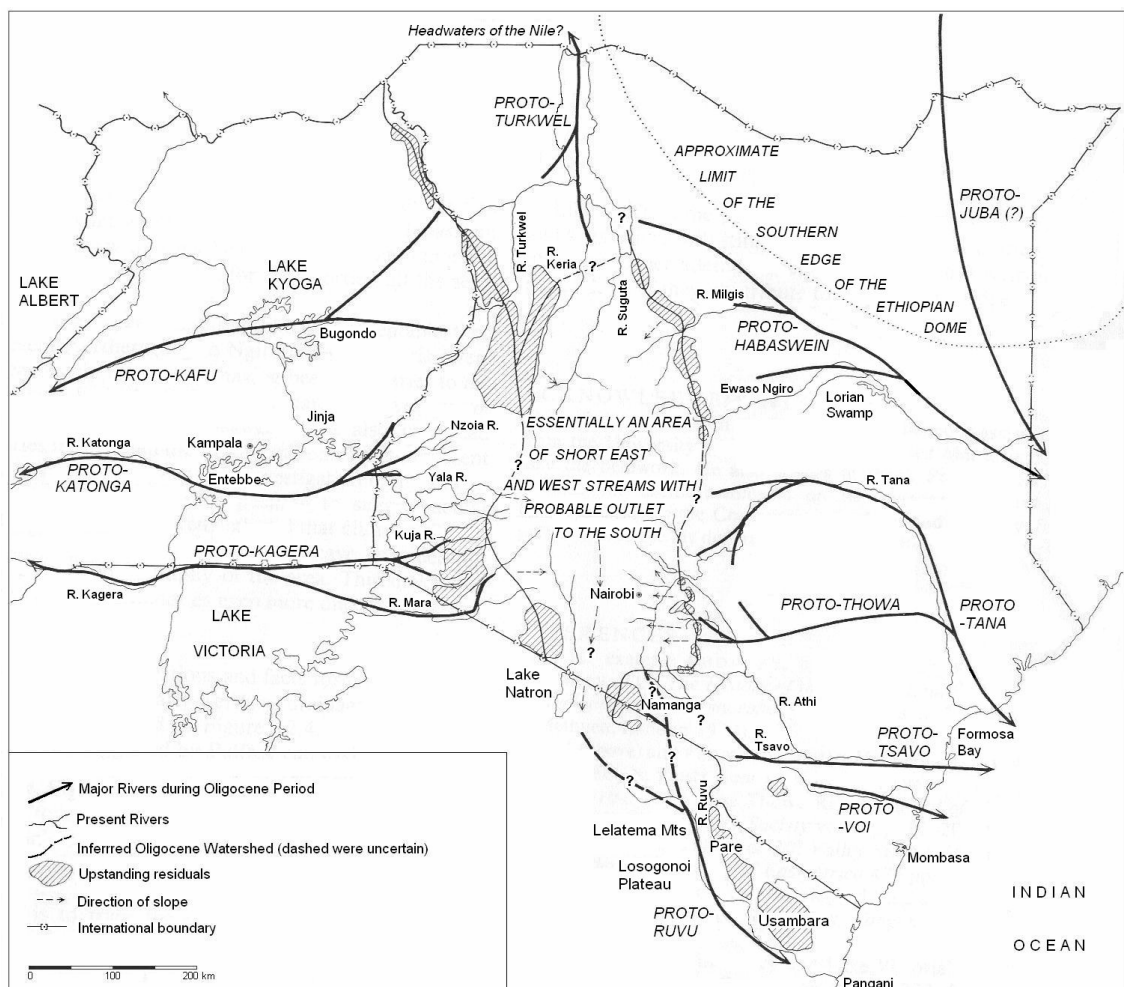 Headwaters of the Nile?
PROTO-
TURKWEL
APPROXIMATE
LIMIT
OF THE
SOUTHERN
EDGE
OF THE
ETHIOPIAN
DOME
PROTO-
JUBA (?)
?
R. Turkwel
R.
Keria
?
R. Suguta
LAKE
ALBERT
LAKE
KYOGA
Bugondo
PROTO-KAFU
R. Milgis
PROTO-
HABASWEIN
Ewaso Ngiro
Lorian
Swamp
Jinja
Nzoia R.
ESSENTIALLY AN AREA
OF SHORT EAST
AND WEST STREAMS WITH
PROBABLE OUTLET
TO THE SOUTH
?
?
R. Katonga
Kampala
PROTO-
KATONGA
Entebbe
Yala R.
R. Tana
Kuja R.
PROTO-KAGERA
R. Kagera
R. Mara
Nairobi
PROTO-THOWA
PROTO
-TANA
LAKE
VICTORIA
?
Lake
Natron
?
Namanga
?
R. Athi
R.
Tsavo
PROTO-
TSAVO
Formosa
Bay
?
R. Ruvu
PROTO
-VOI
Lelatema Mts
Pare
Mombasa
Losogonoi
Plateau
Usambara
PROTO-
RUVU
Pangani
INDIAN
OCEAN
Major Rivers during Oligocene Period
Present Rivers
Inferrred Oligocene Watershed (dashed were uncertain)
Upstanding residuals
Direction of slope
International boundary
0 100 200 km